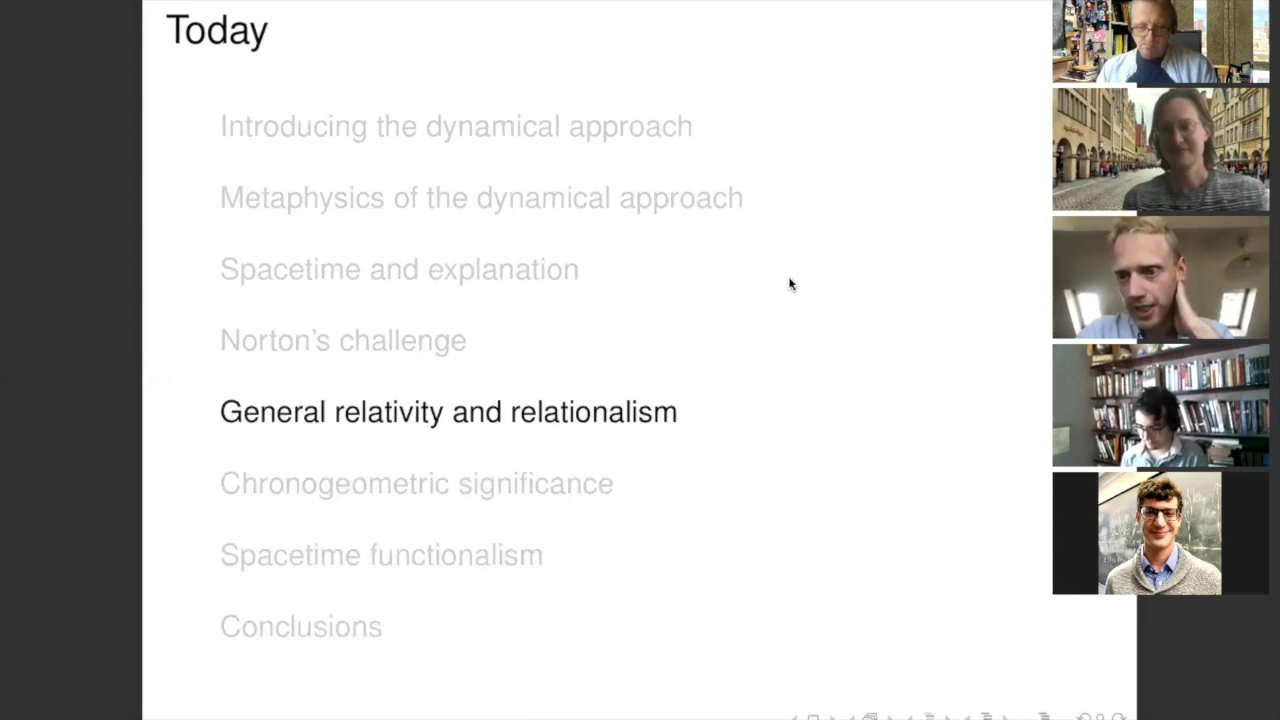 Today
Introducing the dynamical approach
Metaphysics of the dynamical approach
Spacetime and explanation
Norton's challenge
General relativity and relationalism
Chronogeometric significance
Spacetime functionalism
Conclusions